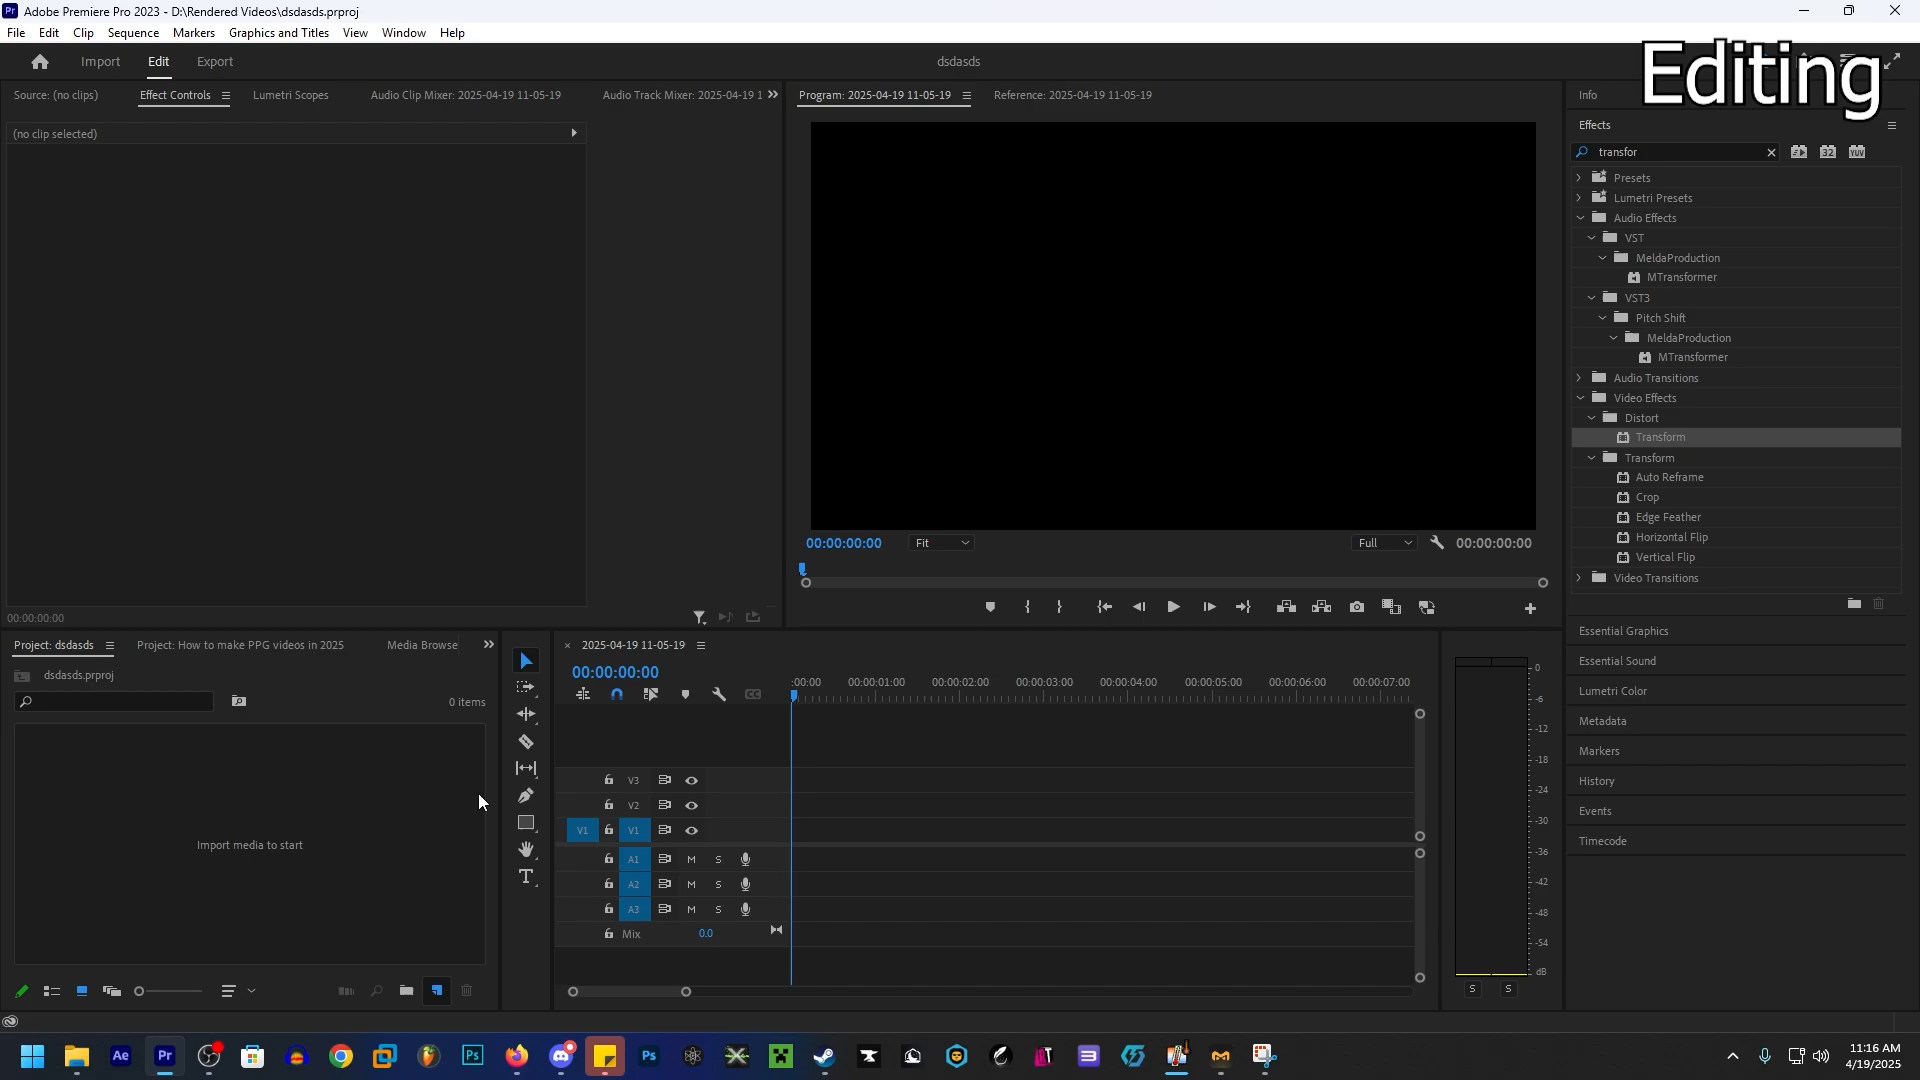 Adobe Premiere Pro 2023 - D:\Rendered Videos\dsdasds.prproj
File Edit Clip Sequence Markers Graphics and Titles View Window Help
Import Edit Export
dsdasds
Editing
Source: (no clips) Effect Controls Lumetri Scopes Audio Clip Mixer: 2025-04-19 11-05-19 Audio Track Mixer: 2025-04-19 1
(no clip selected)
00:00:00:00
Program: 2025-04-19 11-05-19 Reference: 2025-04-19 11-05-19
00:00:00:00 Fit Full 00:00:00:00
Info
Effects
transfor
32 YUV
Presets
Lumetri Presets
Audio Effects
VST
MeldaProduction
MTransformer
VST3
Pitch Shift
MeldaProduction
MTransformer
Audio Transitions
Video Effects
Distort
Transform
Transform
Auto Reframe
Crop
Edge Feather
Horizontal Flip
Vertical Flip
Video Transitions
Essential Graphics
Essential Sound
Lumetri Color
Metadata
Markers
History
Events
Timecode
Project: dsdasds Project: How to make PPG videos in 2025 Media Browse
dsdasds.prproj
0 items
Import media to start
2025-04-19 11-05-19
00:00:00:00
CC
:00:00 00:00:01:00 00:00:02:00 00:00:03:00 00:00:04:00 00:00:05:00 00:00:06:00 00:00:07:00
V3
V2
V1 V1
A1 M S
A2 M S
A3 M S
Mix 0.0
0
-6
-12
-18
-24
-30
-36
-42
-48
-54
dB
S S
Ae Pr Ps Ps
11:16 AM
4/19/2025